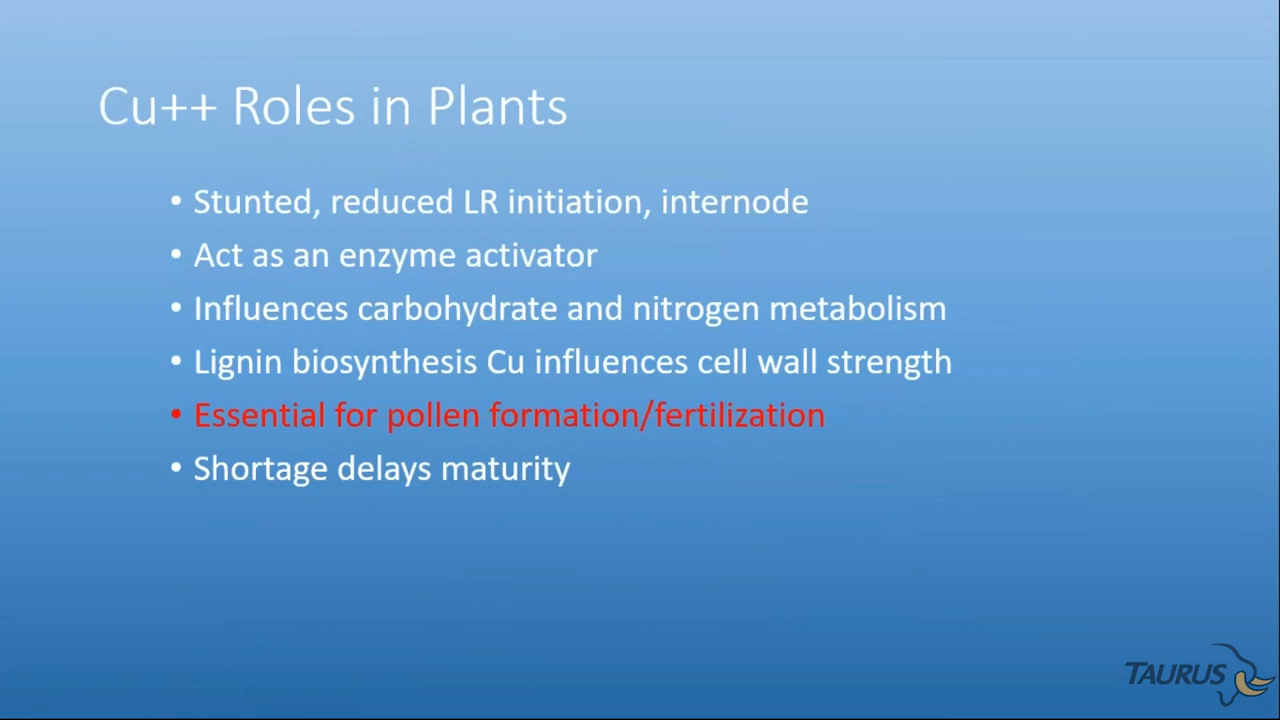 Cu++ Roles in Plants
• Stunted, reduced LR initiation, internode
• Act as an enzyme activator
• Influences carbohydrate and nitrogen metabolism
• Lignin biosynthesis Cu influences cell wall strength
• Essential for pollen formation/fertilization
• Shortage delays maturity
TAURUS